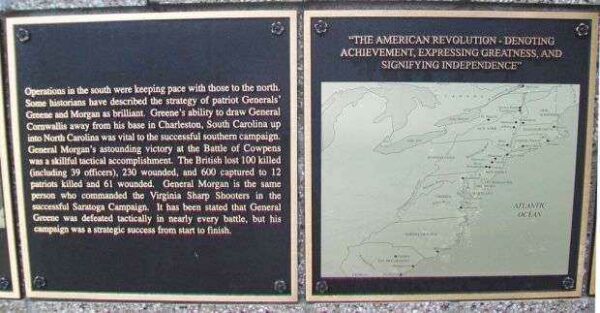 Operations in the south were keeping pace with those to the north.
Some historians have described the strategy of patriot Generals'
Greene and Morgan as brilliant. Greene's ability to draw General
Cornwallis away from his base in Charleston, South Carolina up
into North Carolina was vital to the successful southern campaign.
General Morgan's astounding victory at the Battle of Cowpens
was a skillful tactical accomplishment. The British lost 100 killed
(including 39 officers), 230 wounded, and 600 captured to 12
patriots killed and 61 wounded. General Morgan is the same
person who commanded the Virginia Sharp Shooters in the
successful Saratoga Campaign. It has been stated that General
Greene was defeated tactically in nearly every battle, but his
campaign was a strategic success from start to finish.
"THE AMERICAN REVOLUTION - DENOTING
ACHIEVEMENT, EXPRESSING GREATNESS, AND
SIGNIFYING INDEPENDENCE"
ATLANTIC
OCEAN